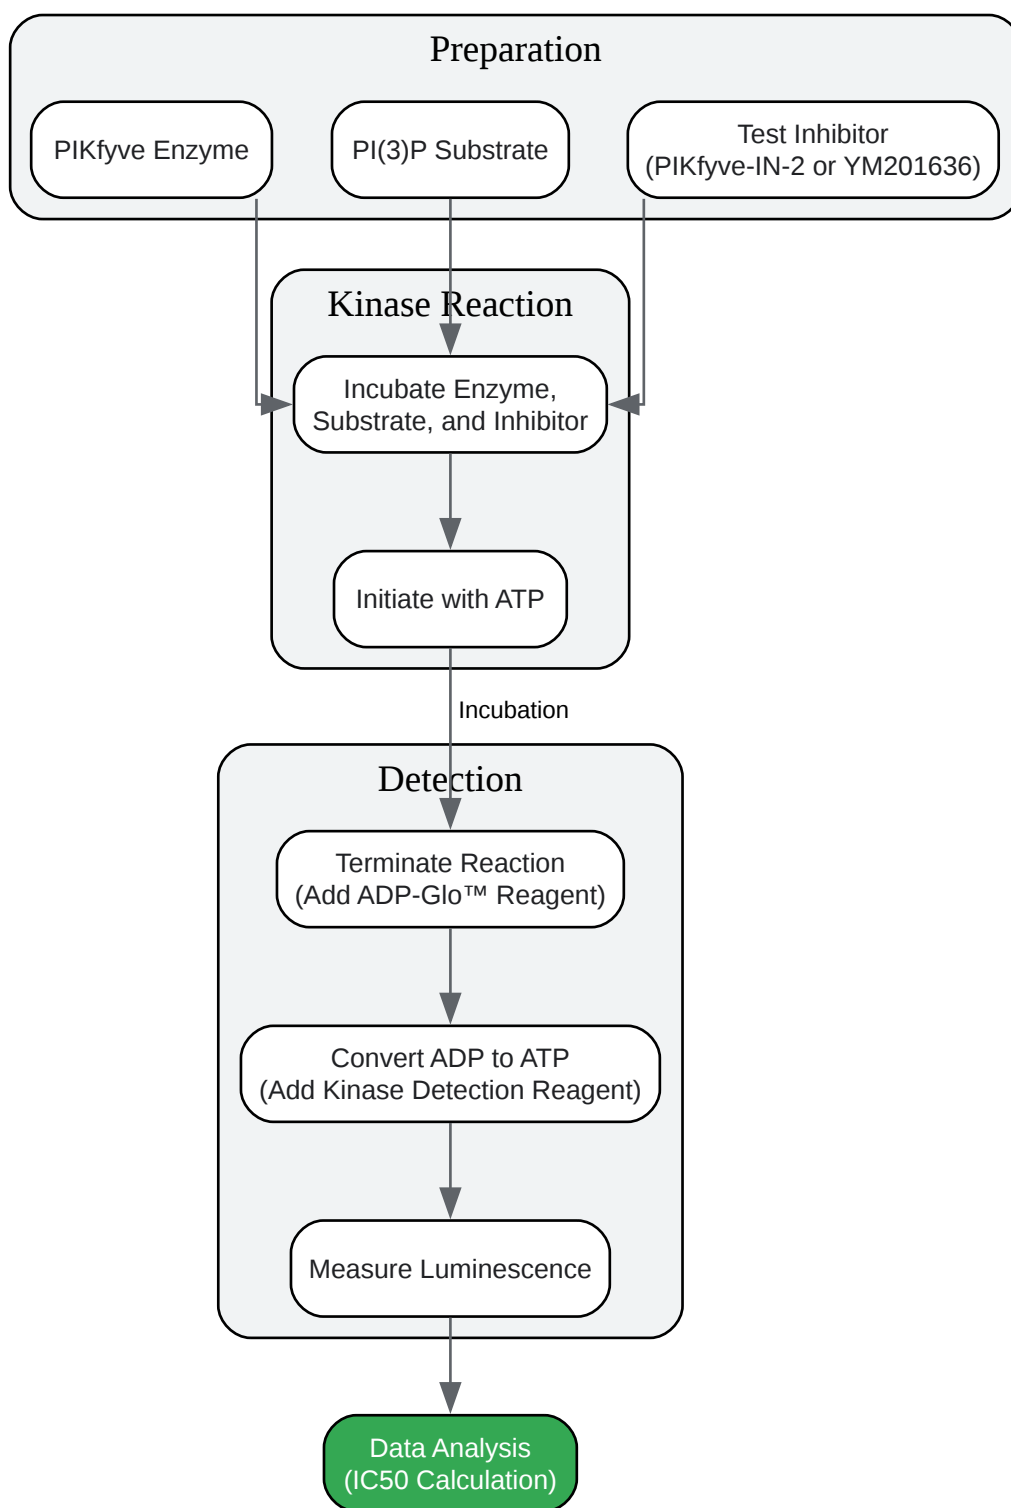 Preparation
PIKfyve Enzyme
PI(3)P Substrate
Test Inhibitor
(PIKfyve-IN-2 or YM201636)
Kinase Reaction
Incubate Enzyme,
Substrate, and Inhibitor
Initiate with ATP
Incubation
Detection
Terminate Reaction
(Add ADP-Glo™ Reagent)
Convert ADP to ATP
(Add Kinase Detection Reagent)
Measure Luminescence
Data Analysis
(IC50 Calculation)